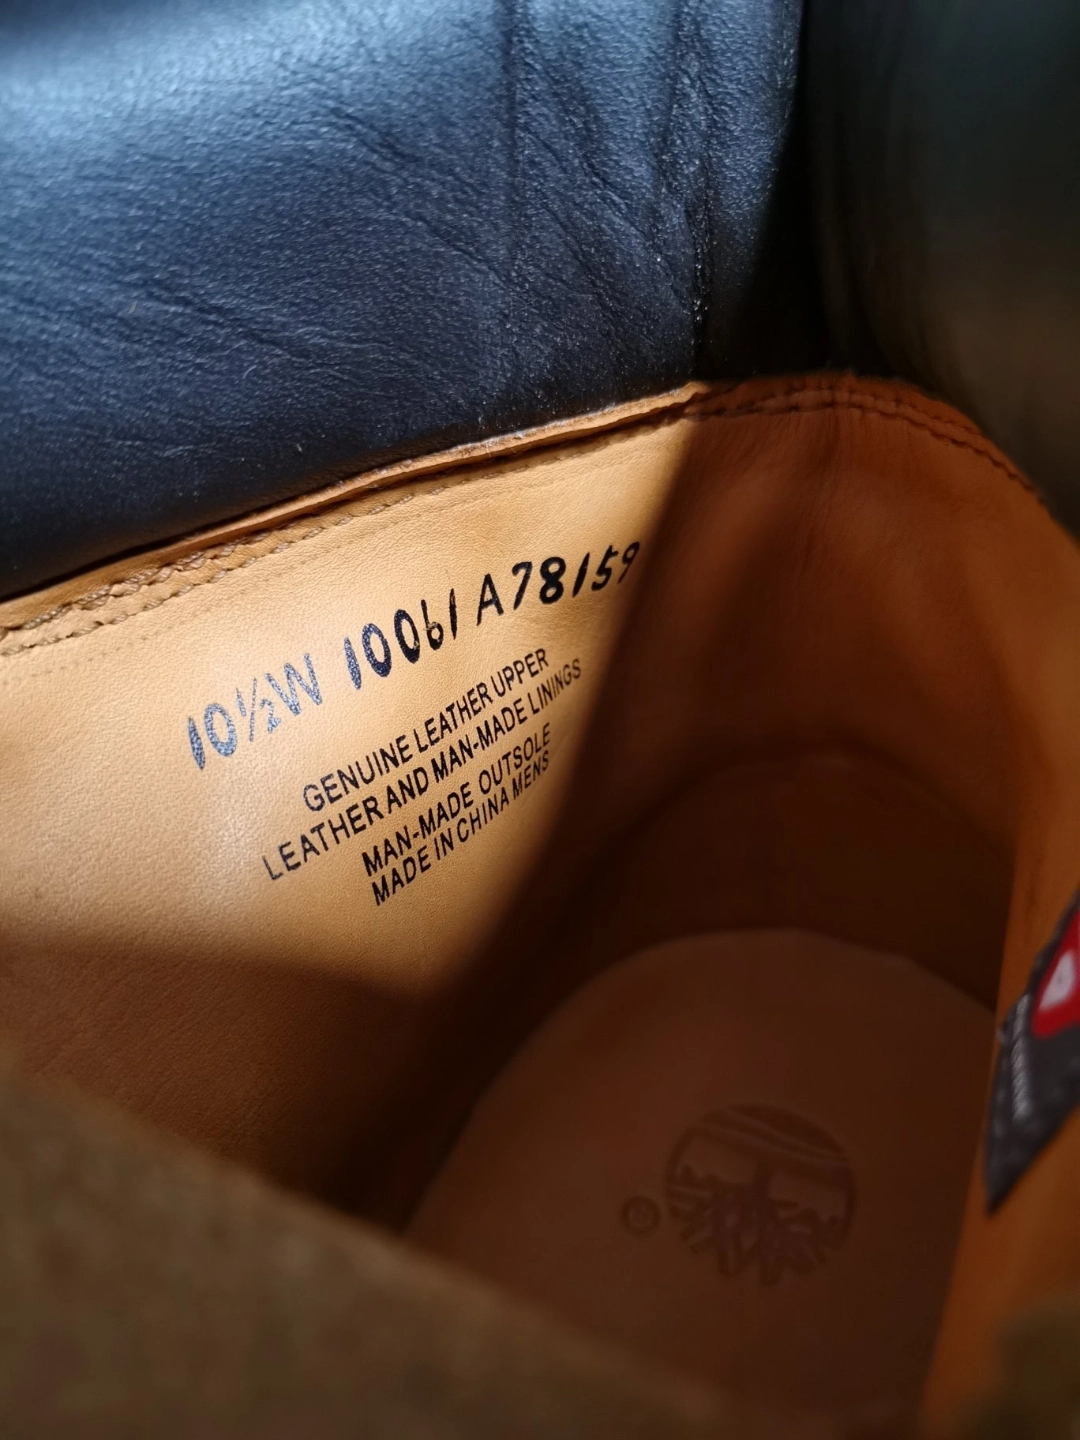 10½W 10061 A78159
GENUINE LEATHER UPPER
LEATHER AND MAN-MADE LININGS
MAN-MADE OUTSOLE
MADE IN CHINA MENS
®